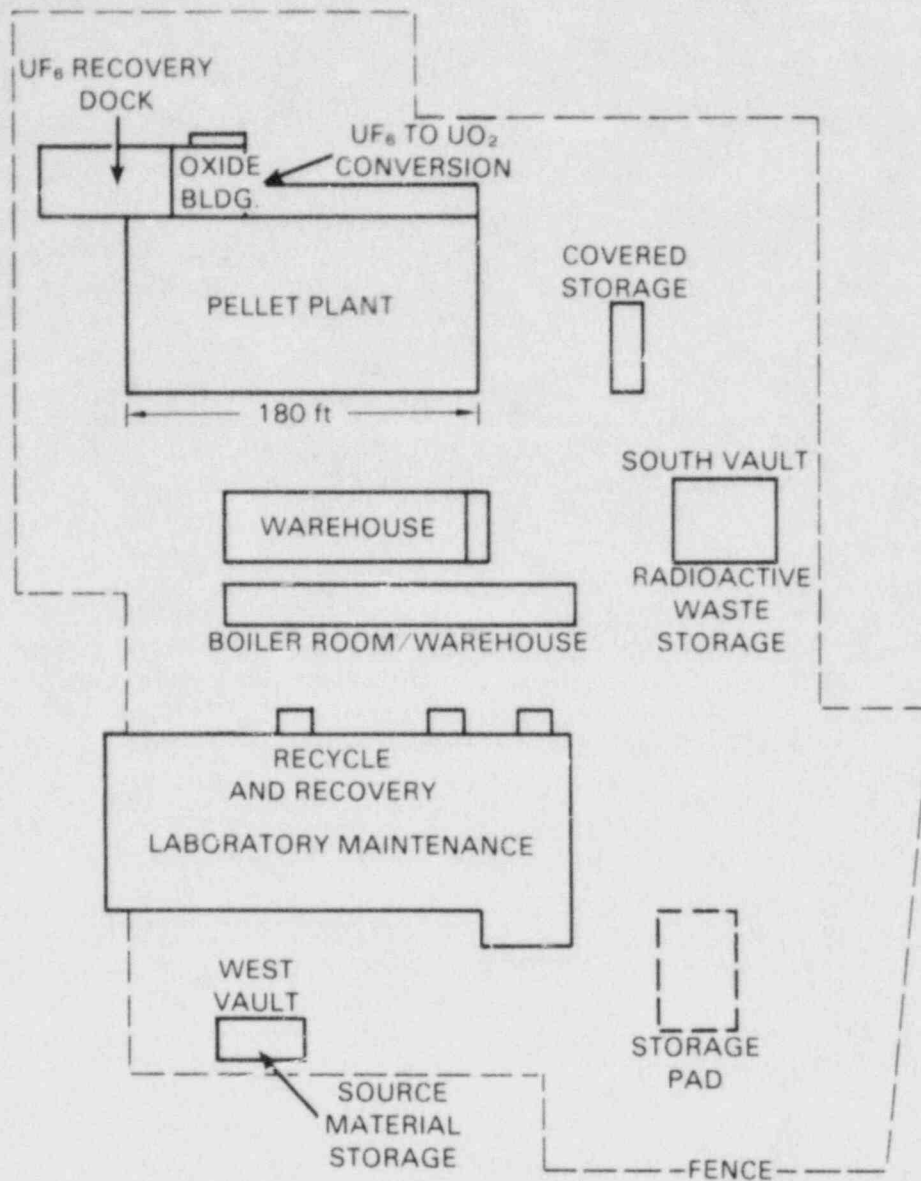 UF₆ RECOVERY
DOCK
UF₆ TO UO₂
CONVERSION
OXIDE
BLDG.
PELLET PLANT
180 ft
COVERED
STORAGE
SOUTH VAULT
RADIOACTIVE
WASTE
STORAGE
WAREHOUSE
BOILER ROOM/WAREHOUSE
RECYCLE
AND RECOVERY
LABORATORY MAINTENANCE
WEST
VAULT
SOURCE
MATERIAL
STORAGE
STORAGE
PAD
FENCE